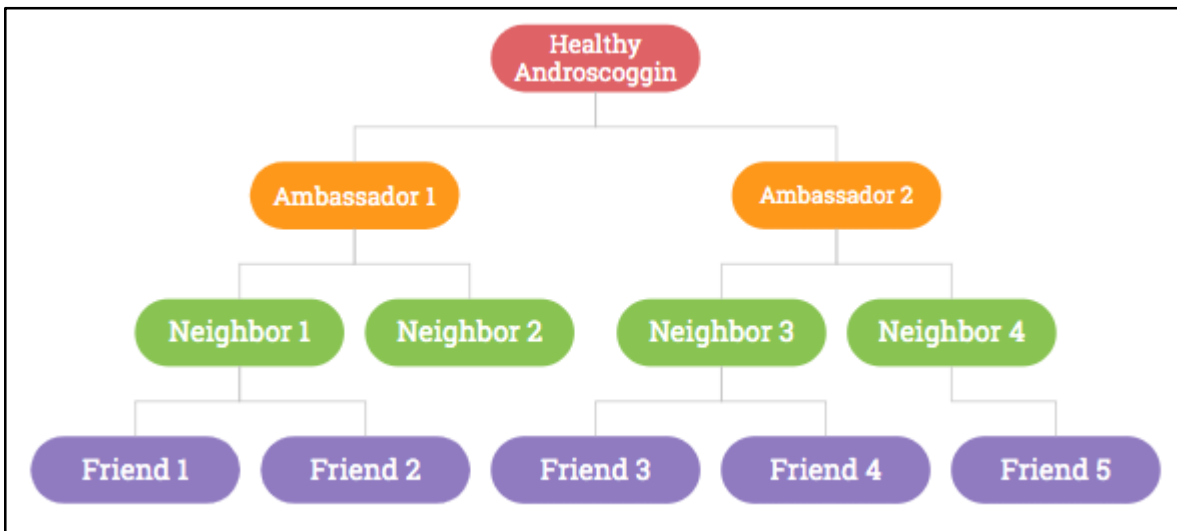 Healthy
Androscoggin
Ambassador 1
Ambassador 2
Neighbor 1
Neighbor 2
Neighbor 3
Neighbor 4
Friend 1
Friend 2
Friend 3
Friend 4
Friend 5